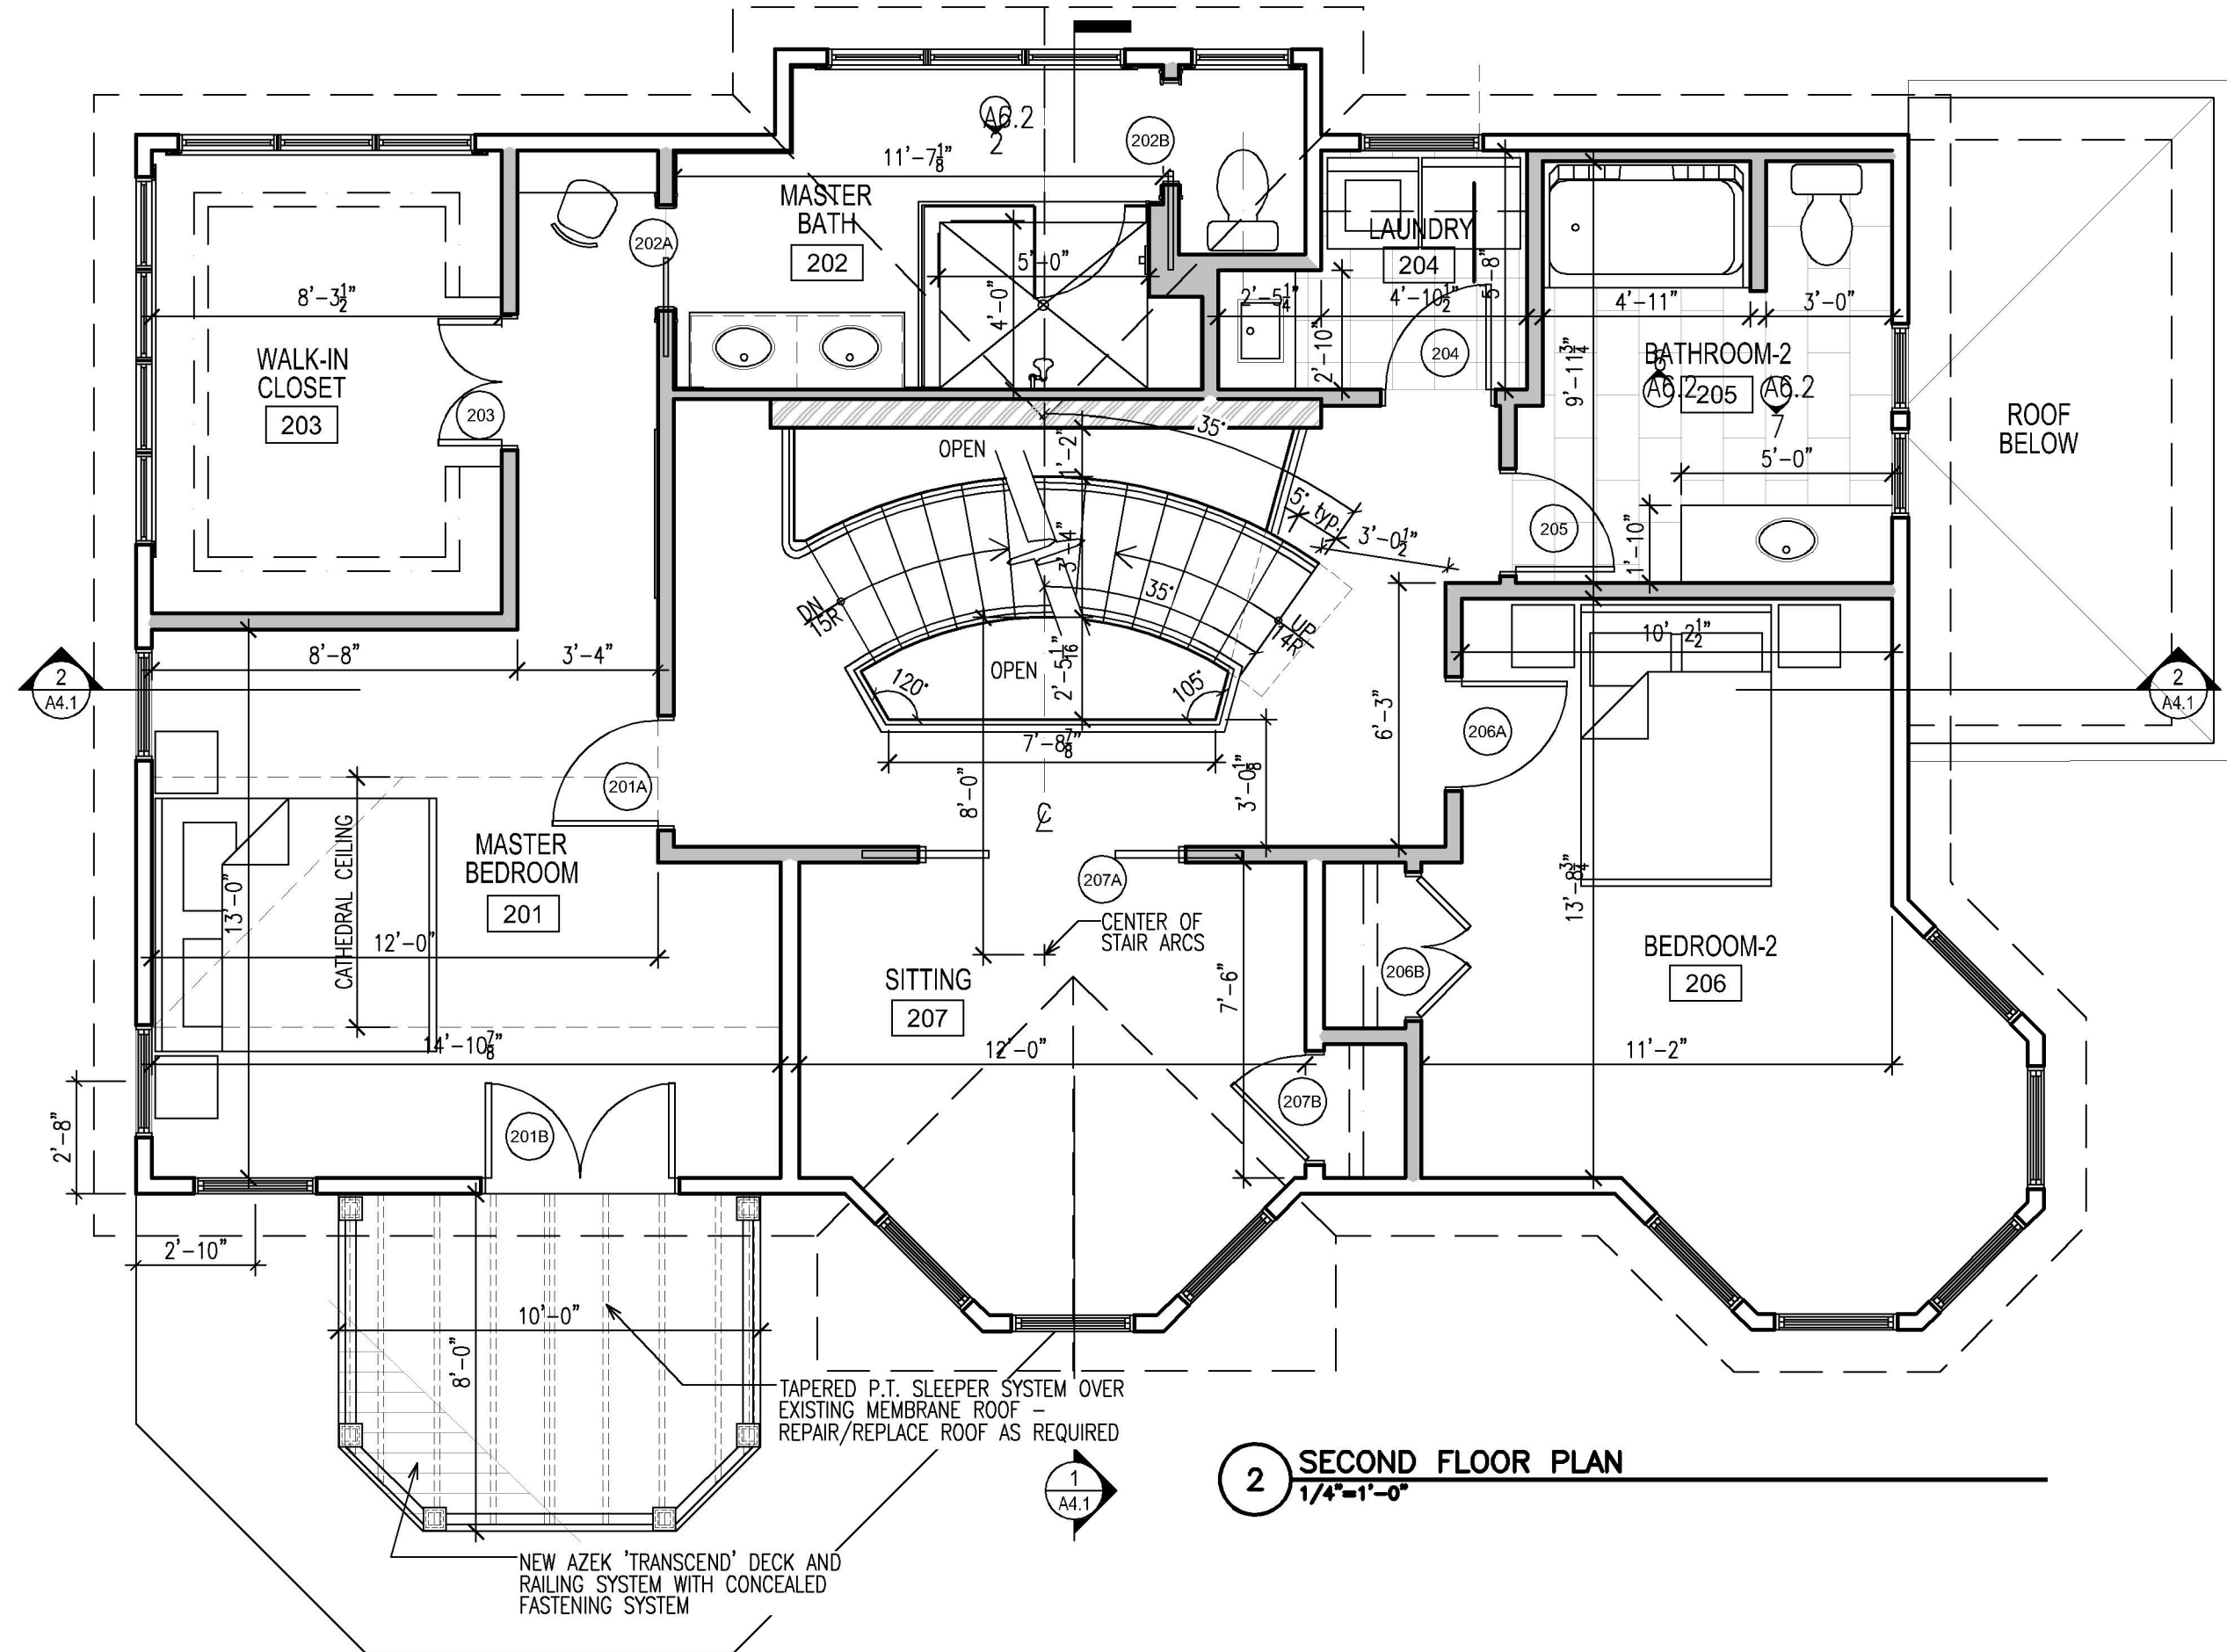 A6.2
2
202B
11'-7 1/8"
MASTER
BATH
202
202A
5'-0"
4'-0"
LAUNDRY
204
5'-8"
2'-5 1/4"
4'-10 1/2"
2'-10"
204
4'-11"
3'-0"
8'-3 1/2"
WALK-IN
CLOSET
203
203
BATHROOM-2
205
6
A6.2
A6.2
7
9'-11 3/4"
5'-0"
1'-10"
205
ROOF
BELOW
OPEN
1'-2"
35°
5° typ.
3'-0 1/2"
3'-4"
35°
DN
15R
UP
14R
OPEN
2'-5 1/16"
120°
105°
7'-8 7/8"
8'-0"
3'-0 1/8"
6'-3"
10'-2 1/2"
2
A4.1
2
A4.1
8'-8"
3'-4"
201A
206A
MASTER
BEDROOM
201
CATHEDRAL CEILING
13'-0"
12'-0"
14'-10 7/8"
207A
CENTER OF
STAIR ARCS
SITTING
207
7'-6"
12'-0"
206B
207B
13'-8 3/4"
BEDROOM-2
206
11'-2"
2'-8"
201B
2'-10"
10'-0"
8'-0"
TAPERED P.T. SLEEPER SYSTEM OVER
EXISTING MEMBRANE ROOF –
REPAIR/REPLACE ROOF AS REQUIRED
1
A4.1
2
SECOND FLOOR PLAN
1/4"=1'-0"
NEW AZEK 'TRANSCEND' DECK AND
RAILING SYSTEM WITH CONCEALED
FASTENING SYSTEM